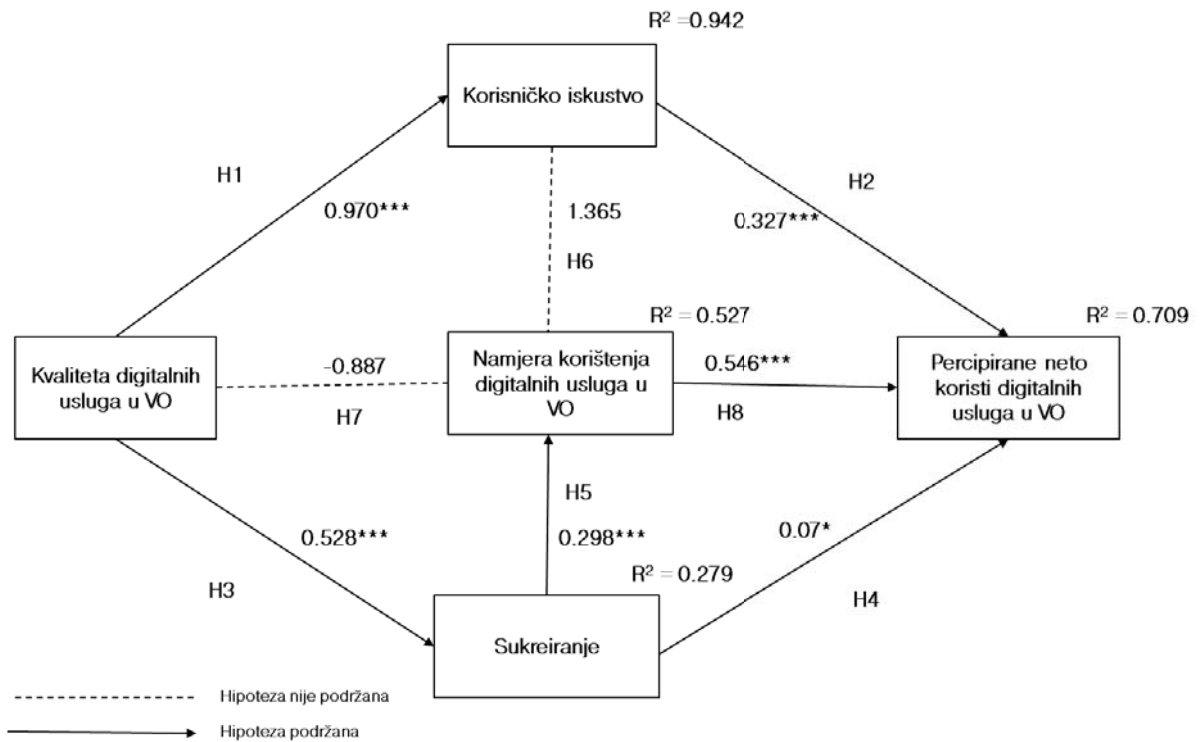 R² =0.942
Korisničko iskustvo
H1
H2
0.970***
1.365
0.327***
H6
R² = 0.527
R² = 0.709
Kvaliteta digitalnih
usluga u VO
-0.887
H7
Namjera korištenja
digitalnih usluga u
VO
0.546***
H8
Percipirane neto
koristi digitalnih
usluga u VO
H5
0.528***
0.298***
0.07*
H3
R² = 0.279
H4
Sukreiranje
Hipoteza nije podržana
Hipoteza podržana